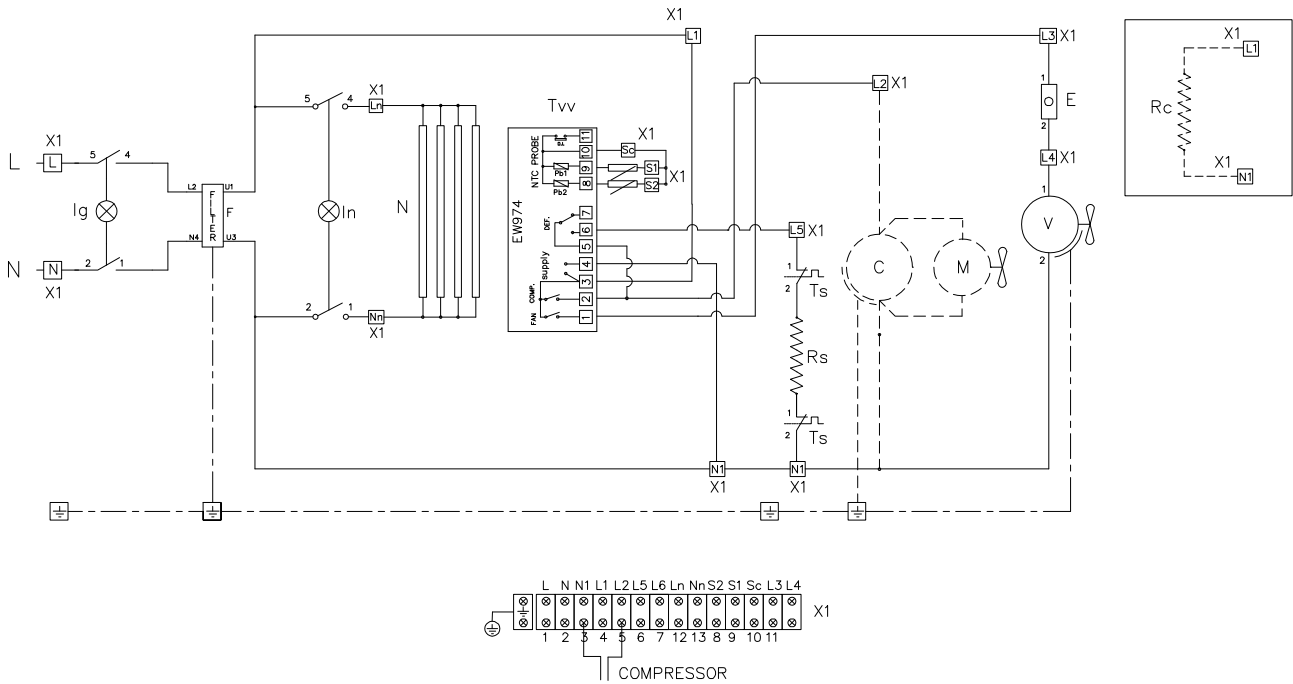 X1
L1
L3 X1
X1
L1
L2 X1
1
E
2
Rc
5 4
X1
Ln
Tvv
X1
L
X1
L
5 4
L4 X1
X1
N1
L2 U1
FILTER
F
N4 U3
Ig
In
N
EW974
NTC PROBE
TO
Pb1
Pb2
11
10
9
8
Sc
S1
S2
X1
X1
1
V
2
DEF.
supply
COMP.
FAN
7
6
5
4
3
2
1
L5 X1
1
2
Ts
C
M
N
N
X1
2 1
2 1
Nn
X1
Rs
1
2
Ts
N1
X1
N1
X1
L N N1 L1 L2 L5 L6 Ln Nn S2 S1 Sc L3 L4
X1
1 2 3 4 5 6 7 12 13 8 9 10 11
COMPRESSOR